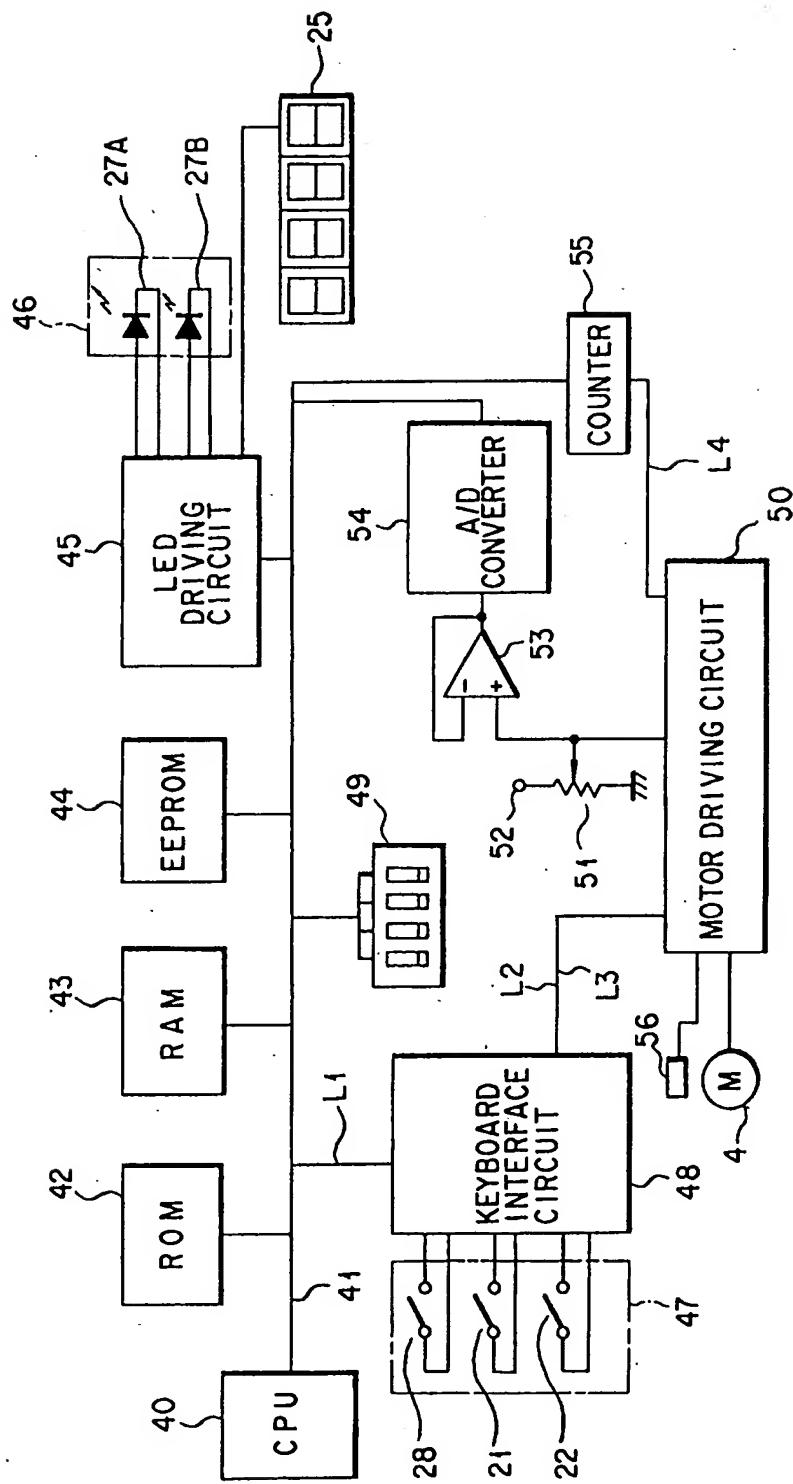 40
CPU
41
42
ROM
43
RAM
44
EEPROM
45
LED
DRIVING
CIRCUIT
46
27A
27B
25
L1
49
54
A/D
CONVERTER
55
COUNTER
53
-
+
52
51
L4
28
21
22
47
KEYBOARD
INTERFACE
CIRCUIT
48
L2
L3
56
M
4
MOTOR DRIVING CIRCUIT
50